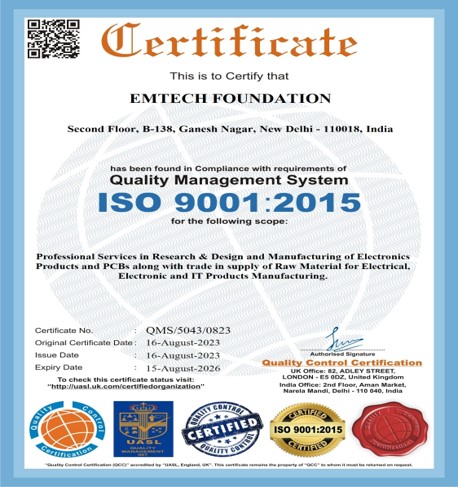 Certificate
This is to Certify that
EMTECH FOUNDATION
Second Floor, B-138, Ganesh Nagar, New Delhi - 110018, India
has been found in Compliance with requirements of
Quality Management System
ISO 9001:2015
for the following scope:
Professional Services in Research & Design and Manufacturing of Electronics
Products and PCBs along with trade in supply of Raw Material for Electrical,
Electronic and IT Products Manufacturing.
Certificate No. : QMS/5043/0823
Original Certificate Date : 16-August-2023
Issue Date : 16-August-2023
Expiry Date : 15-August-2026
To check this certificate status visit:
"http:/uasl.uk.com/certifiedorganization"
Authorised Signature
Quality Control Certification
UK Office: 82, ADLEY STREET,
LONDON - E5 0DZ, United Kingdom
India Office: 2nd Floor, Aman Market,
Narela Mandi, Delhi - 110 040, India
Quality Control
Certification
UASL
QUALITY CONTROL
CERTIFIED
QUALITY CONTROL
CERTIFIED
ISO 9001:2015
CERTIFIED
"Quality Control Certification (QCC)" accredited by "UASL, England, UK". This certificate remains the property of "QCC" to whom it must be returned on request.